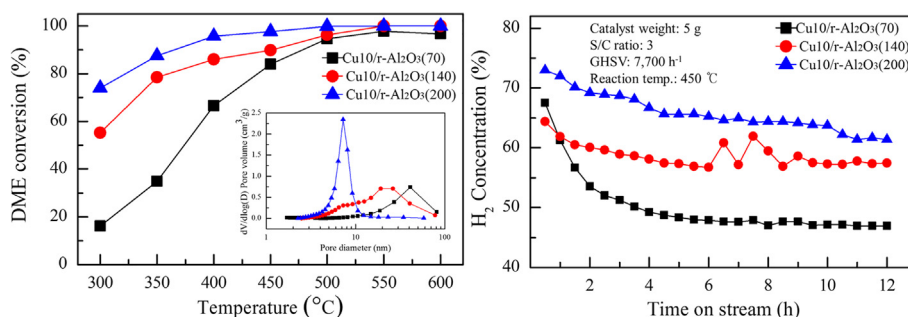 DME conversion (%)
100
80
60
40
20
0
300 350 400 450 500 550 600
Temperature (°C)
Cu10/r-Al2O3(70)
Cu10/r-Al2O3(140)
Cu10/r-Al2O3(200)
dV/dlog(D) Pore volume (cm³/g)
2.5
2.0
1.5
1.0
0.5
0.0
1 10 100
Pore diameter (nm)
H2 Concentration (%)
80
70
60
50
40
2 4 6 8 10 12
Time on stream (h)
Catalyst weight: 5 g
S/C ratio: 3
GHSV: 7,700 h-1
Reaction temp.: 450 ℃
Cu10/r-Al2O3(70)
Cu10/r-Al2O3(140)
Cu10/r-Al2O3(200)